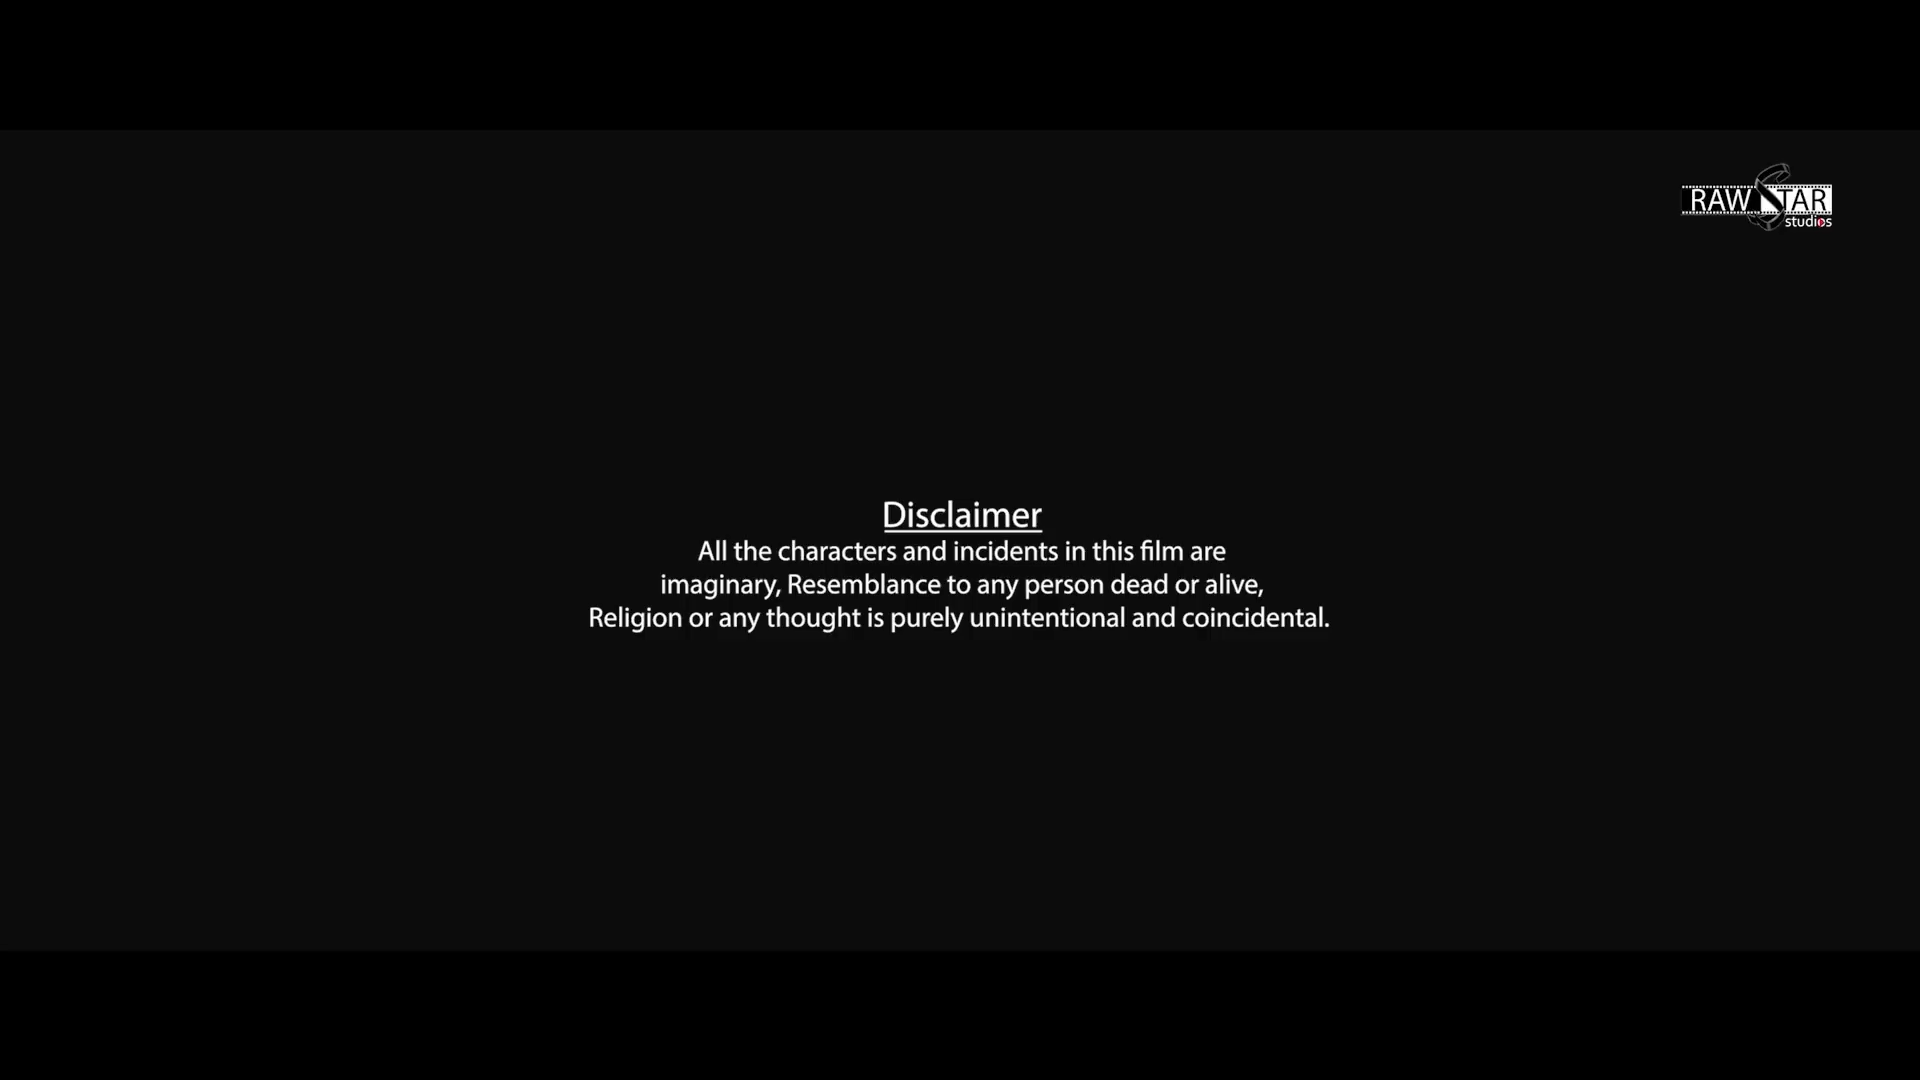 RAW STAR
studios
Disclaimer
All the characters and incidents in this film are
imaginary, Resemblance to any person dead or alive,
Religion or any thought is purely unintentional and coincidental.